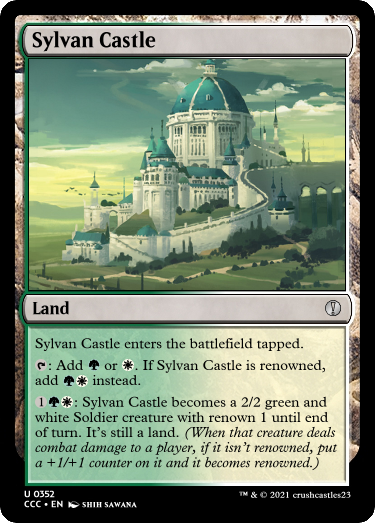 Sylvan Castle
Land
Sylvan Castle enters the battlefield tapped.
: Add or . If Sylvan Castle is renowned,
add instead.
1 : Sylvan Castle becomes a 2/2 green and
white Soldier creature with renown 1 until end
of turn. It's still a land. (When that creature deals
combat damage to a player, if it isn't renowned, put
a +1/+1 counter on it and it becomes renowned.)
U 0352
CCC • EN SHIH SAWANA
™ & © 2021 crushcastles23